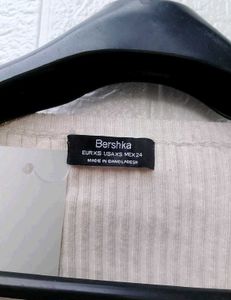 Bershka
EUR XS USA XS MEX 24
MADE IN BANGLADESH